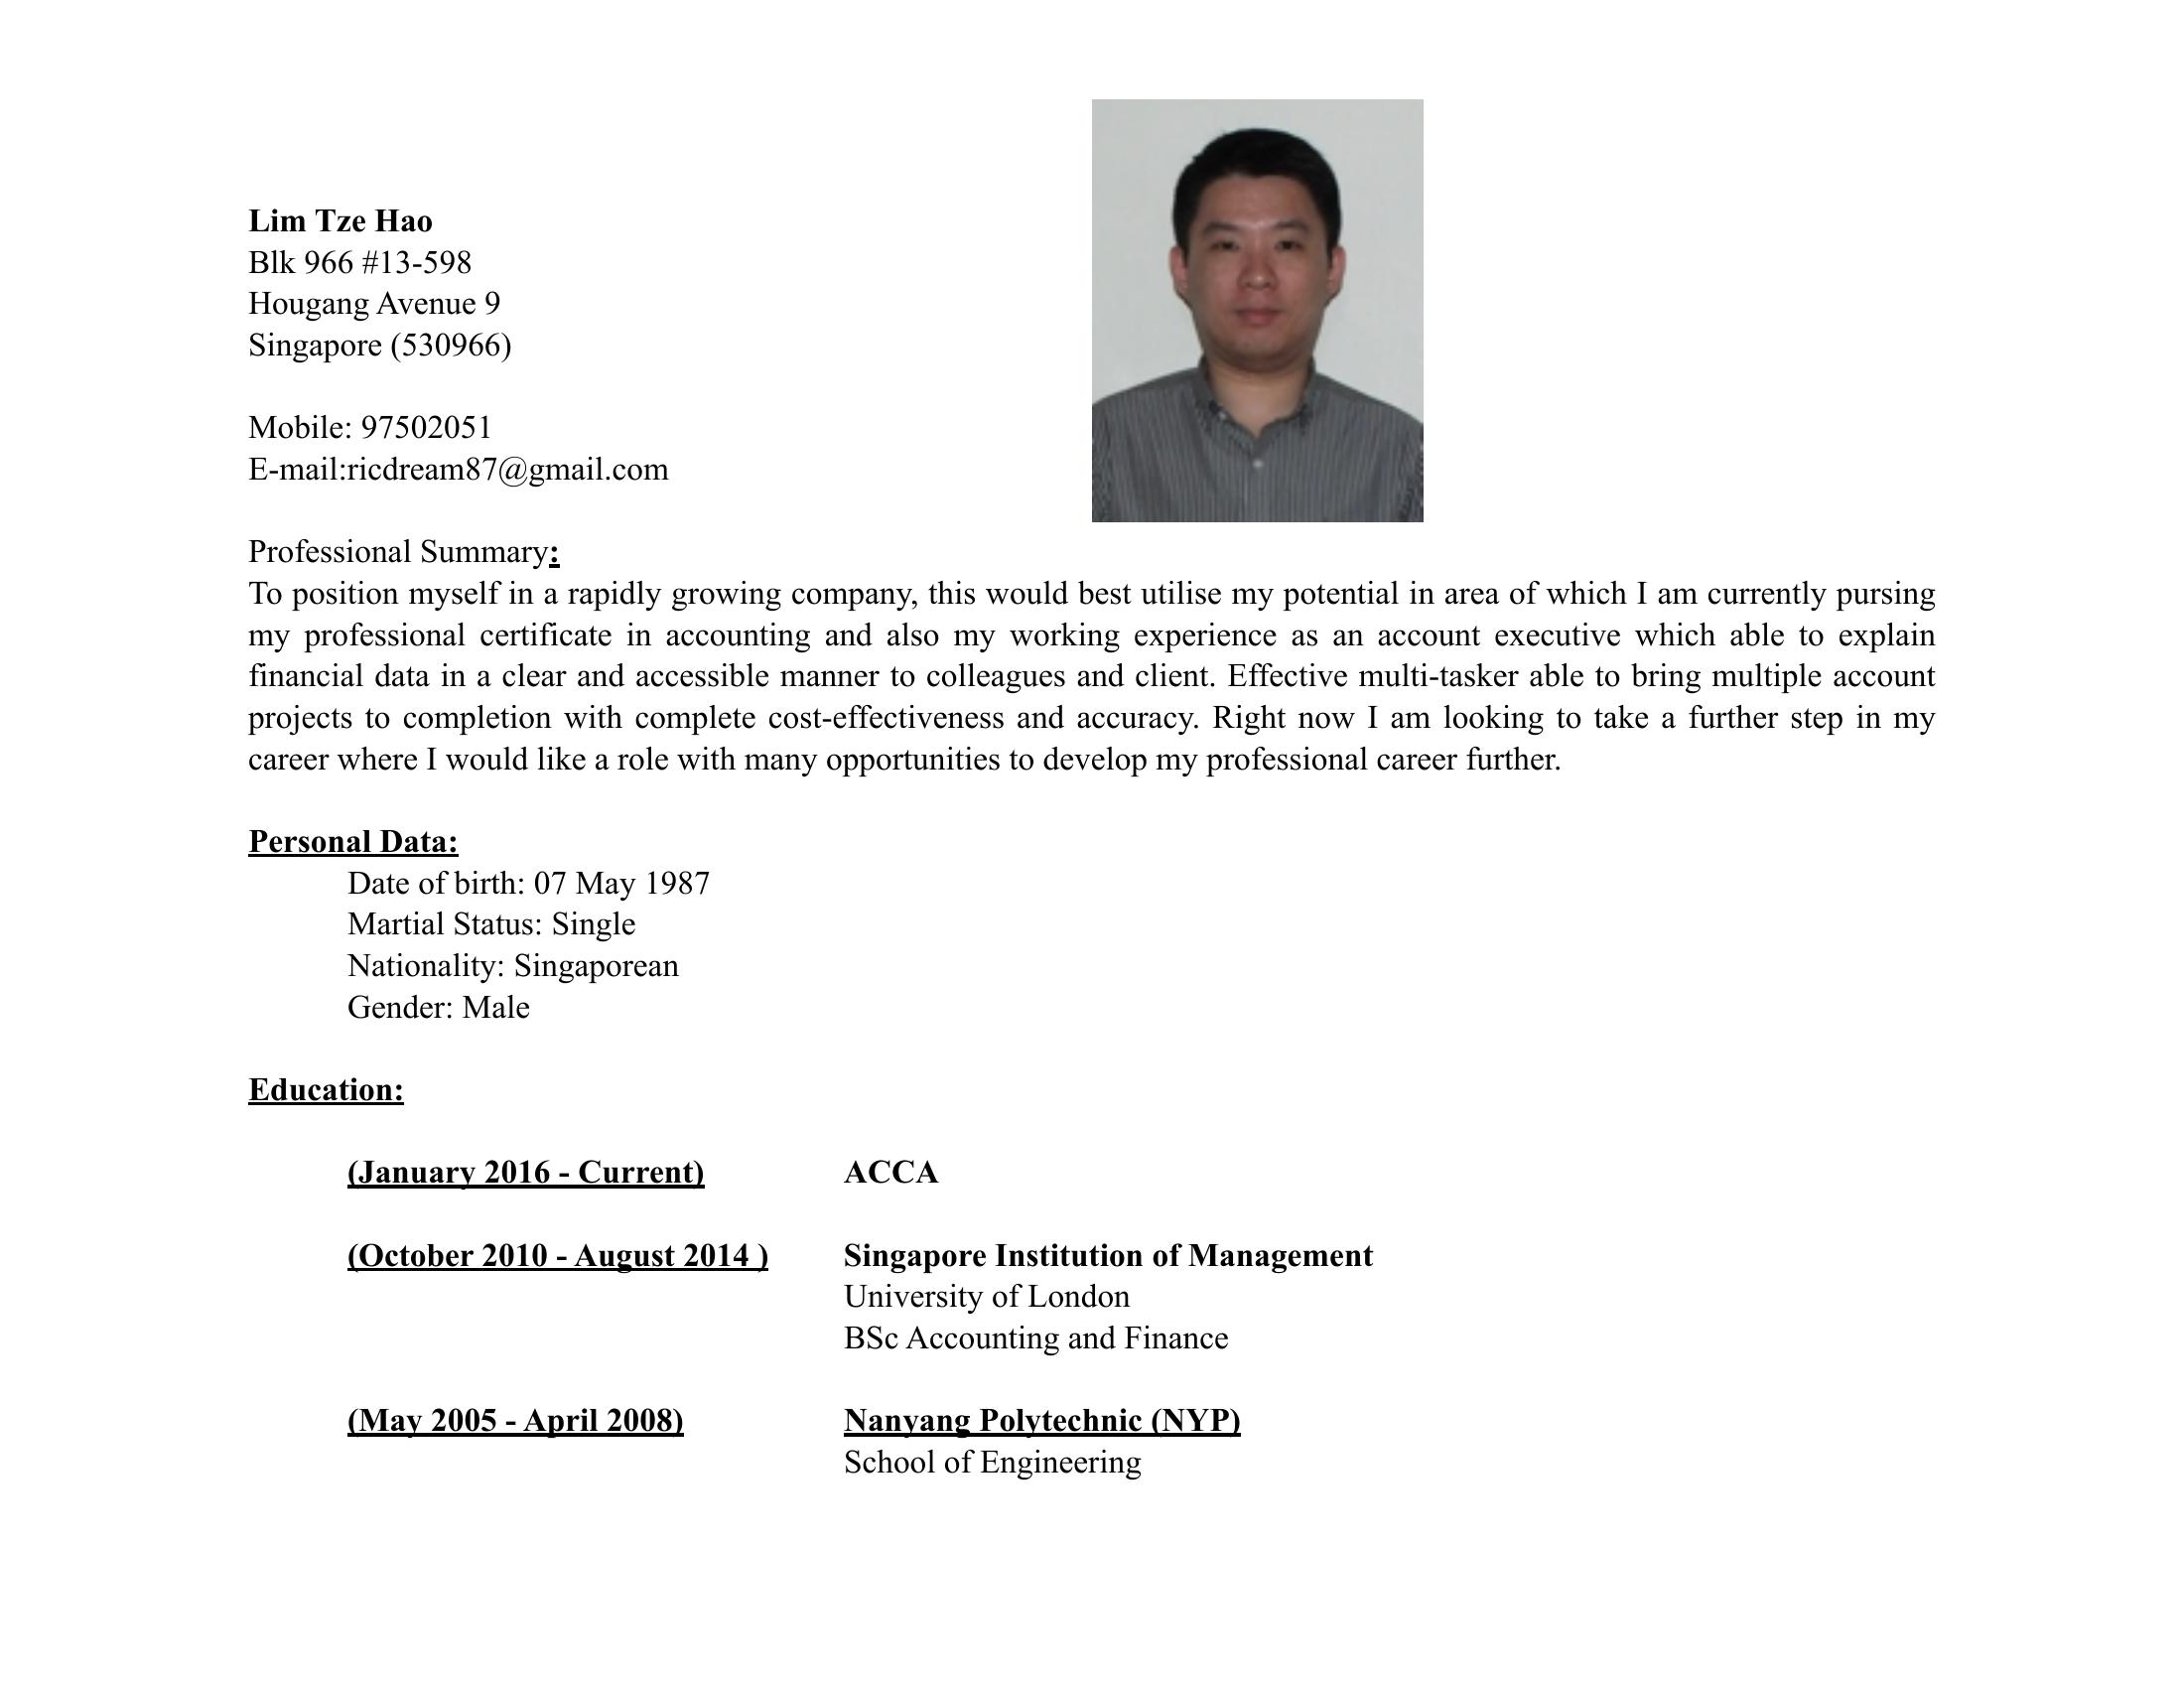 Lim Tze Hao
Blk 966 #13-598
Hougang Avenue 9
Singapore (530966)
Mobile: 97502051
E-mail:ricdream87@gmail.com
Professional Summary:
To position myself in a rapidly growing company, this would best utilise my potential in area of which I am currently pursing
my professional certificate in accounting and also my working experience as an account executive which able to explain
financial data in a clear and accessible manner to colleagues and client. Effective multi-tasker able to bring multiple account
projects to completion with complete cost-effectiveness and accuracy. Right now I am looking to take a further step in my
career where I would like a role with many opportunities to develop my professional career further.
Personal Data:
Date of birth: 07 May 1987
Martial Status: Single
Nationality: Singaporean
Gender: Male
Education:
(January 2016 - Current) ACCA
(October 2010 - August 2014 ) Singapore Institution of Management
University of London
BSc Accounting and Finance
(May 2005 - April 2008) Nanyang Polytechnic (NYP)
School of Engineering